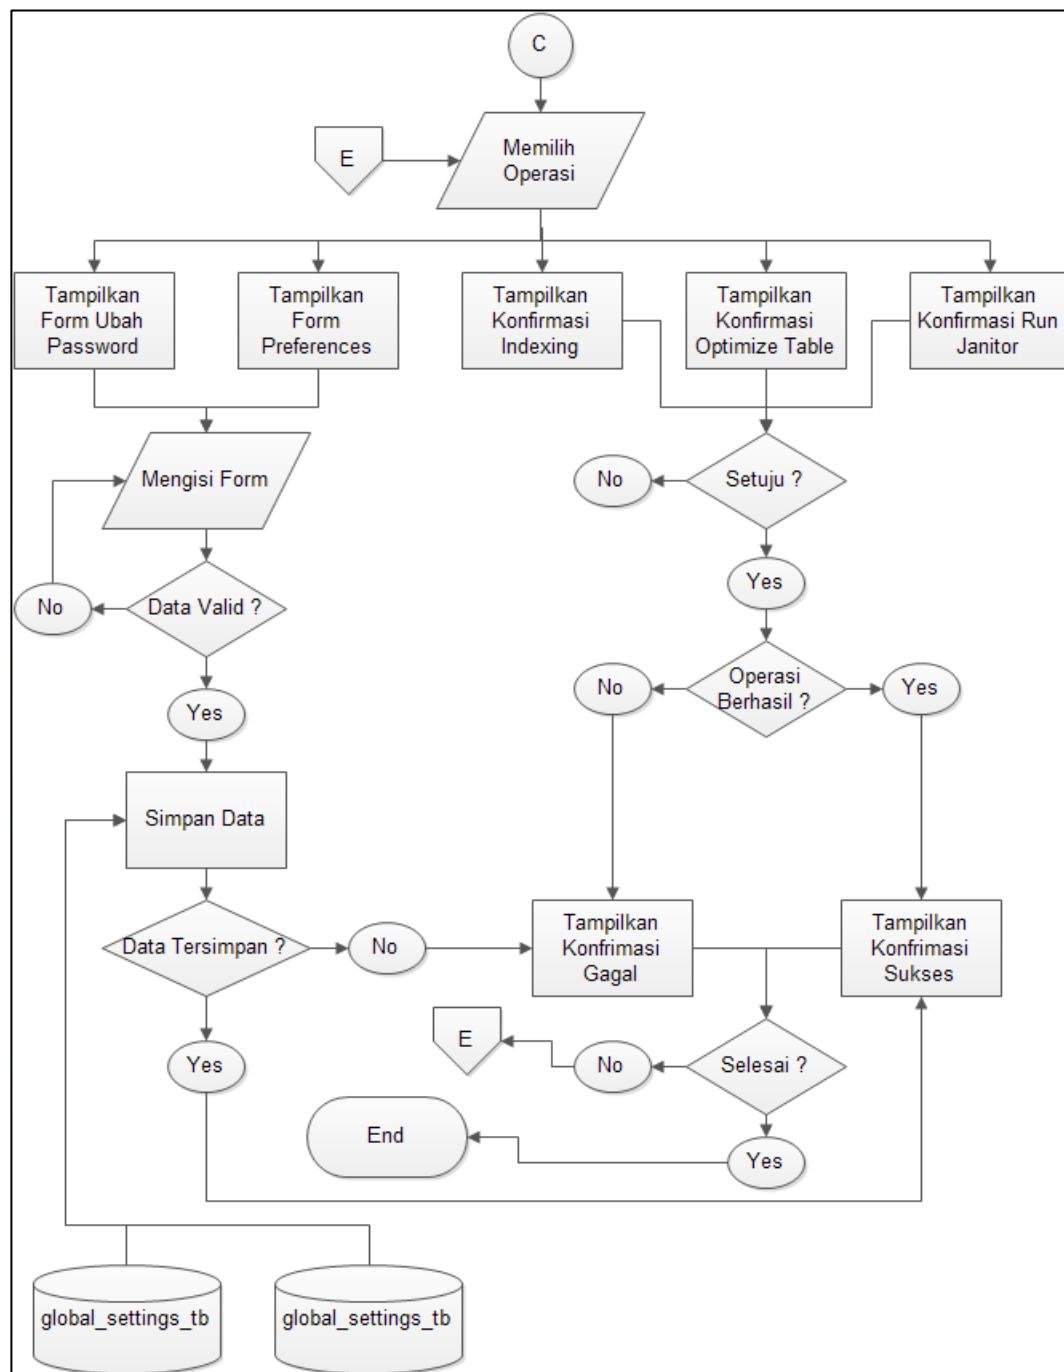 C
E
Memilih
Operasi
Tampilkan
Form Ubah
Password
Tampilkan
Form
Preferences
Tampilkan
Konfirmasi
Indexing
Tampilkan
Konfirmasi
Optimize Table
Tampilkan
Konfirmasi Run
Janitor
Mengisi Form
No
Setuju ?
No
Data Valid ?
Yes
Yes
No
Operasi
Berhasil ?
Yes
Simpan Data
Data Tersimpan ?
No
Tampilkan
Konfrimasi
Gagal
Tampilkan
Konfrimasi
Sukses
Yes
E
No
Selesai ?
End
Yes
global_settings_tb
global_settings_tb